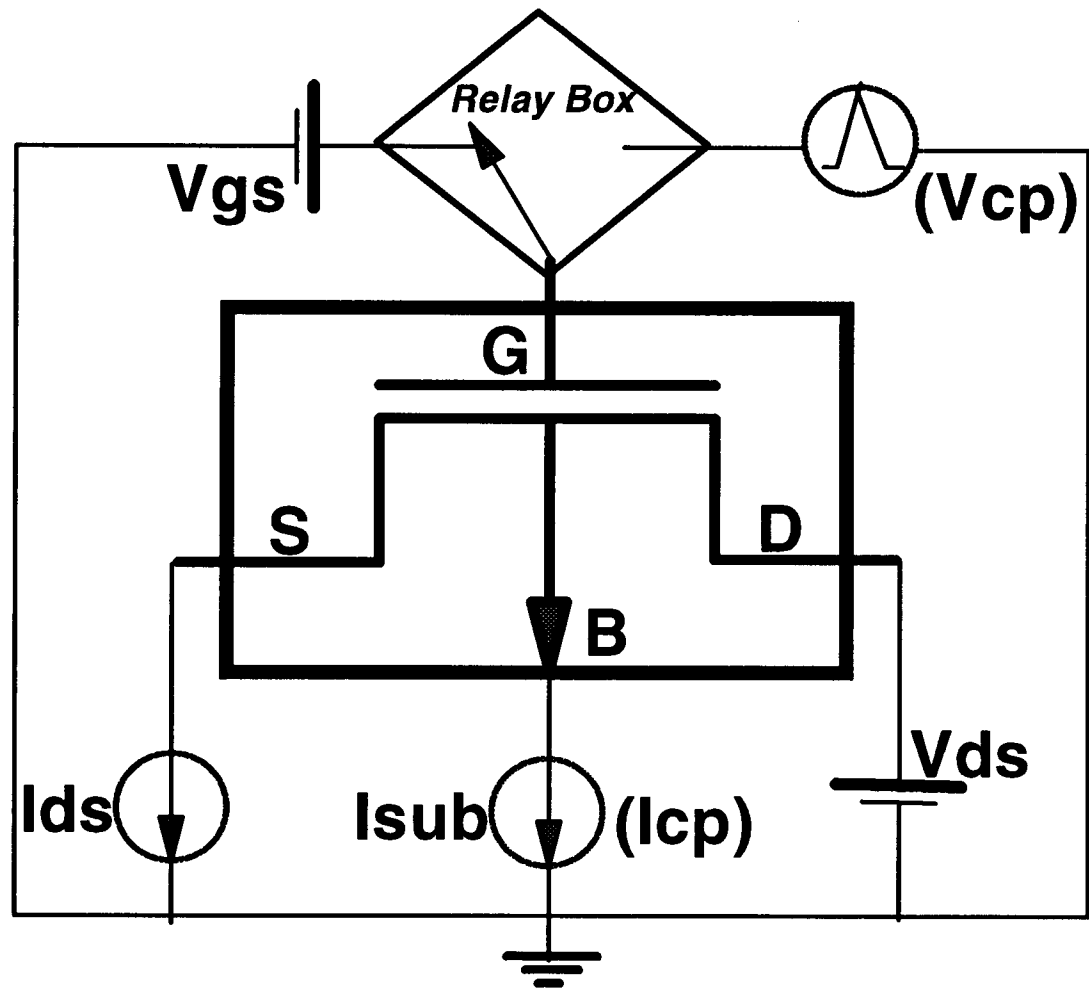 Relay Box
Vgs
(Vcp)
G
S
D
B
Vds
Ids
Isub
(Icp)